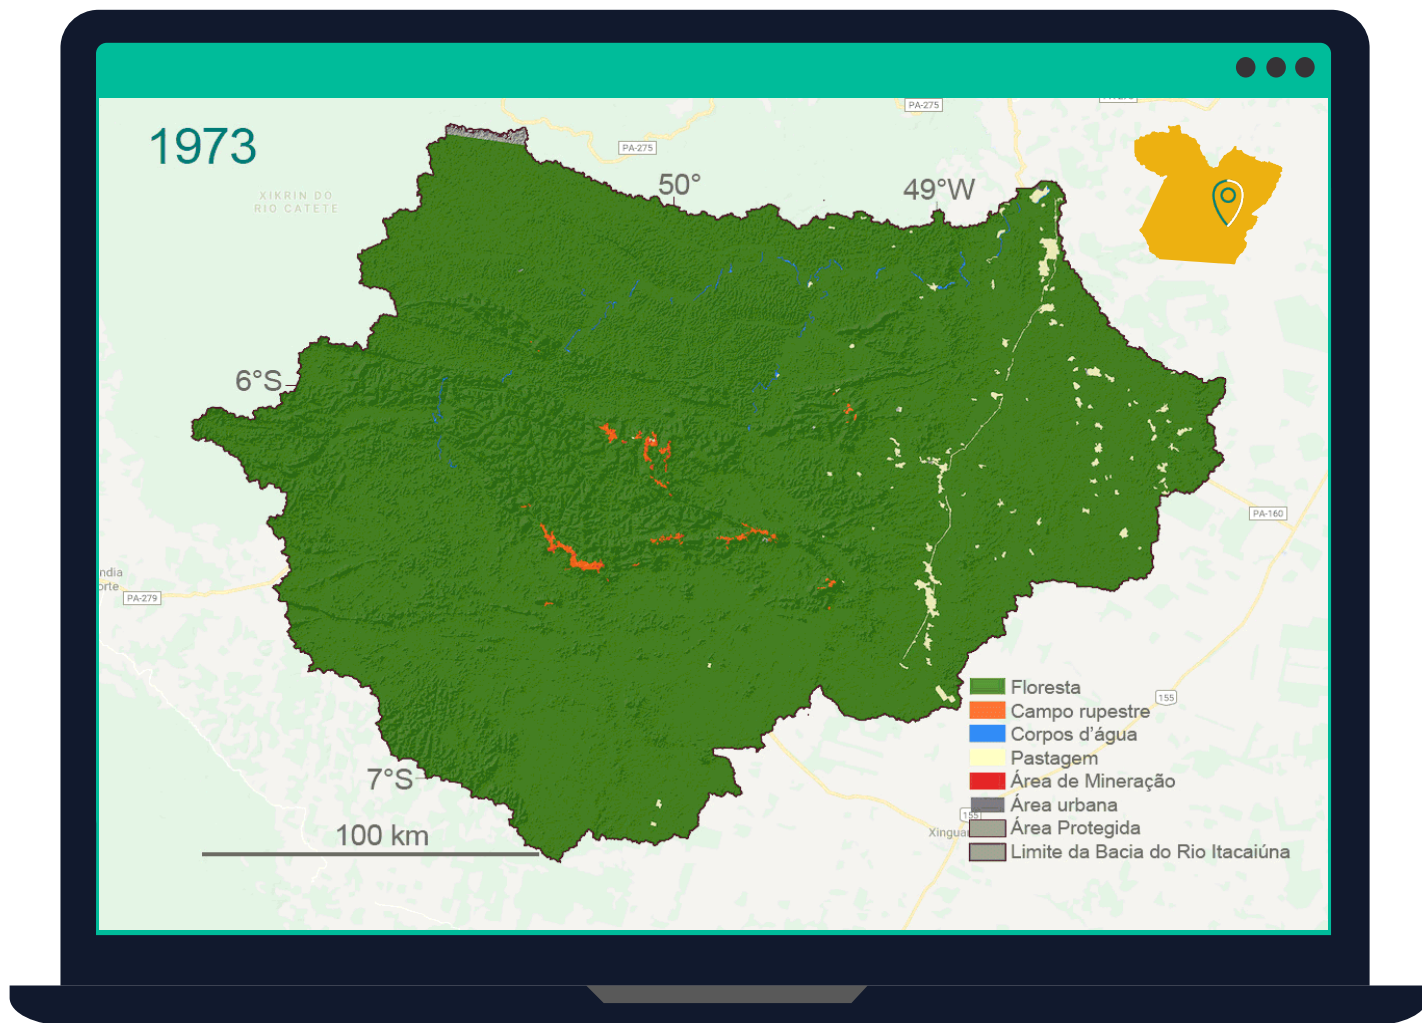 1973
PA-275
PA-275
XIKRIN DO
RIO CATETE
50°
49°W
6°S
PA-160
PA-279
Floresta
Campo rupestre
Corpos d'água
Pastagem
Área de Mineração
Área urbana
Área Protegida
Limite da Bacia do Rio Itacaiúna
155
155
7°S
100 km